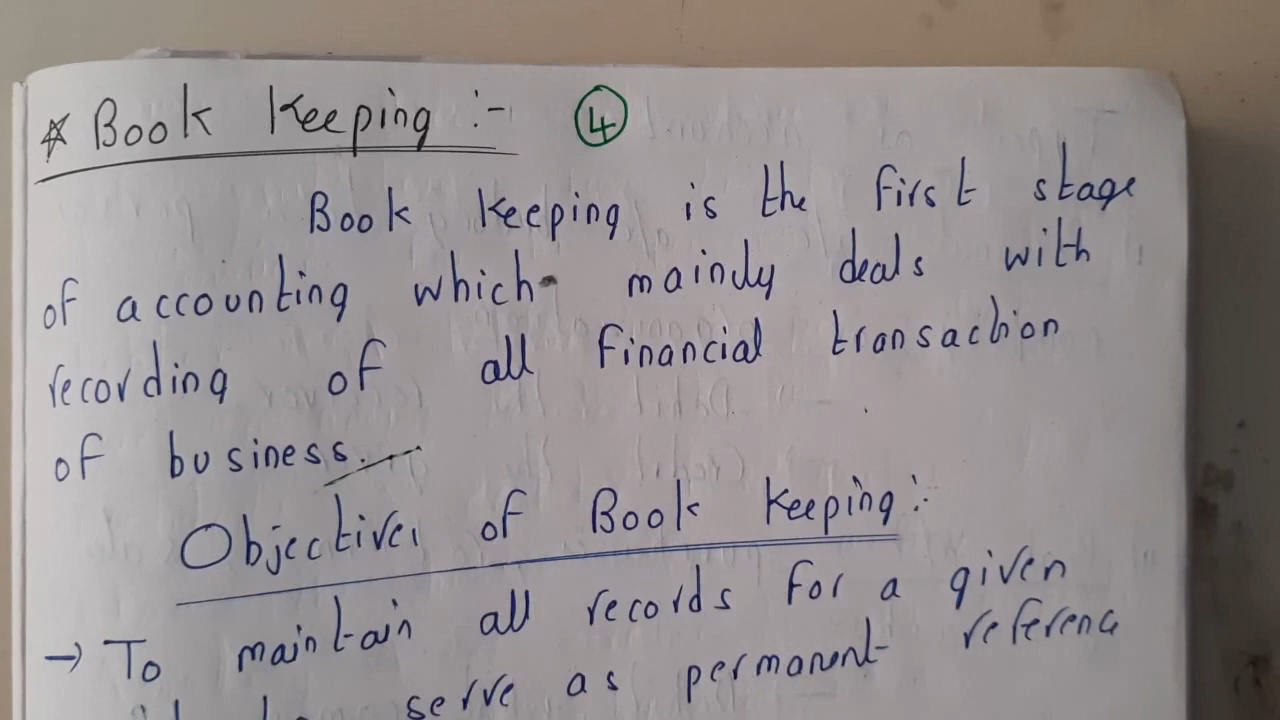 * Book Keeping :- 4
Book Keeping is the first stage
of accounting which mainly deals with
recording of all financial transaction
of business.
Objectives of Book Keeping:-
→ To maintain all records for a given
serve as permanent reference